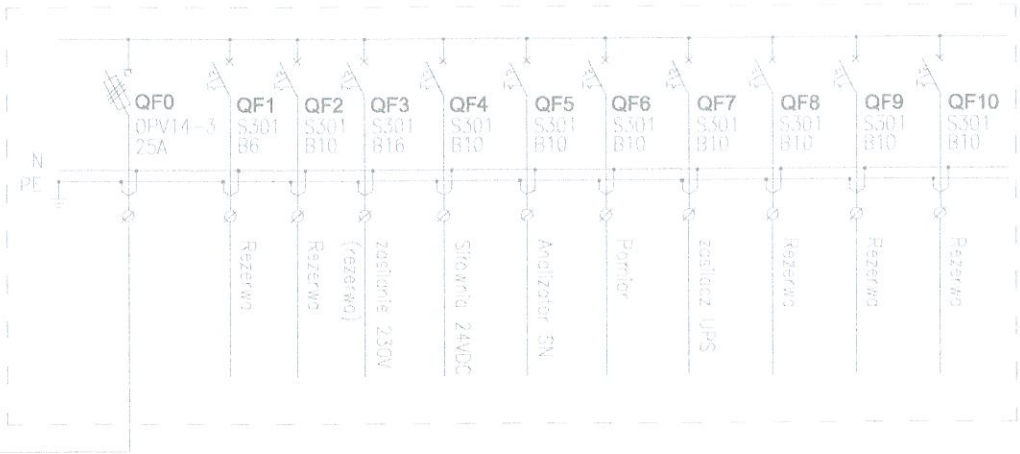 QF0
OPV14-3
25A
QF1
S301
B6
QF2
S301
B10
QF3
S301
B16
QF4
S301
B10
QF5
S301
B10
QF6
S301
B10
QF7
S301
B10
QF8
S301
B10
QF9
S301
B10
QF10
S301
B10
N
PE
Rezerwa
Rezerwa
zasilanie 230V
(rezerwa)
Siłownia 24VDC
Analizator SN
Pomiar
zasilacz UPS
Rezerwa
Rezerwa
Rezerwa